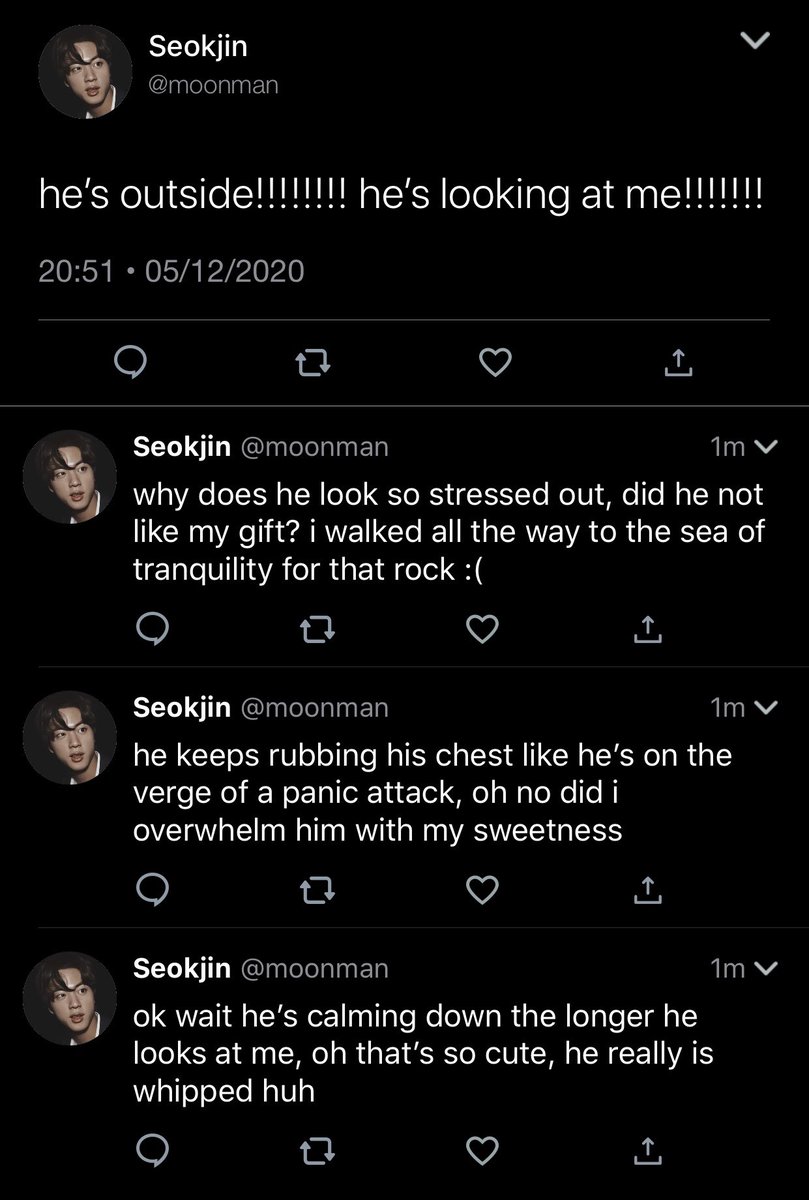 Seokjin
@moonman
he’s outside!!!!!!!! he’s looking at me!!!!!!!
20:51 • 05/12/2020
Seokjin @moonman 1m
why does he look so stressed out, did he not
like my gift? i walked all the way to the sea of
tranquility for that rock :(
Seokjin @moonman 1m
he keeps rubbing his chest like he’s on the
verge of a panic attack, oh no did i
overwhelm him with my sweetness
Seokjin @moonman 1m
ok wait he’s calming down the longer he
looks at me, oh that’s so cute, he really is
whipped huh